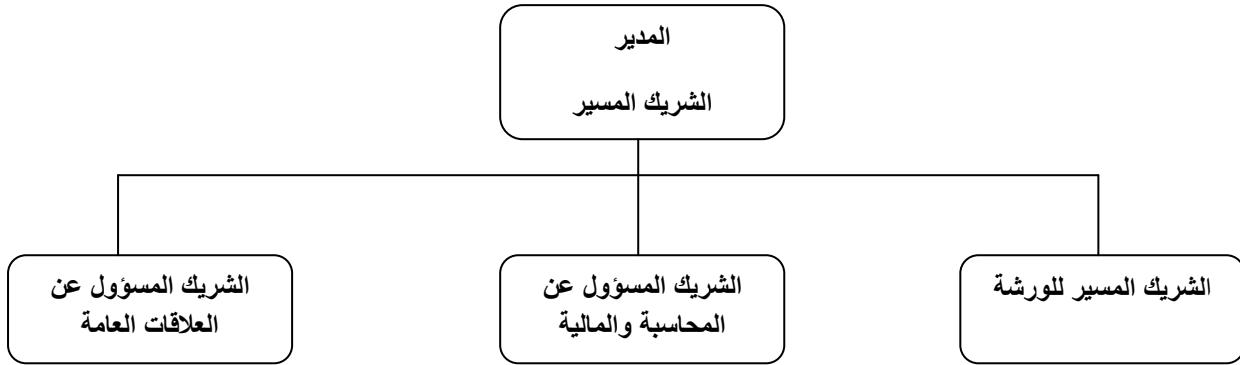 المدير
الشريك المسير
الشريك المسير للورشة
الشريك المسؤول عن
المحاسبة والمالية
الشريك المسؤول عن
العلاقات العامة